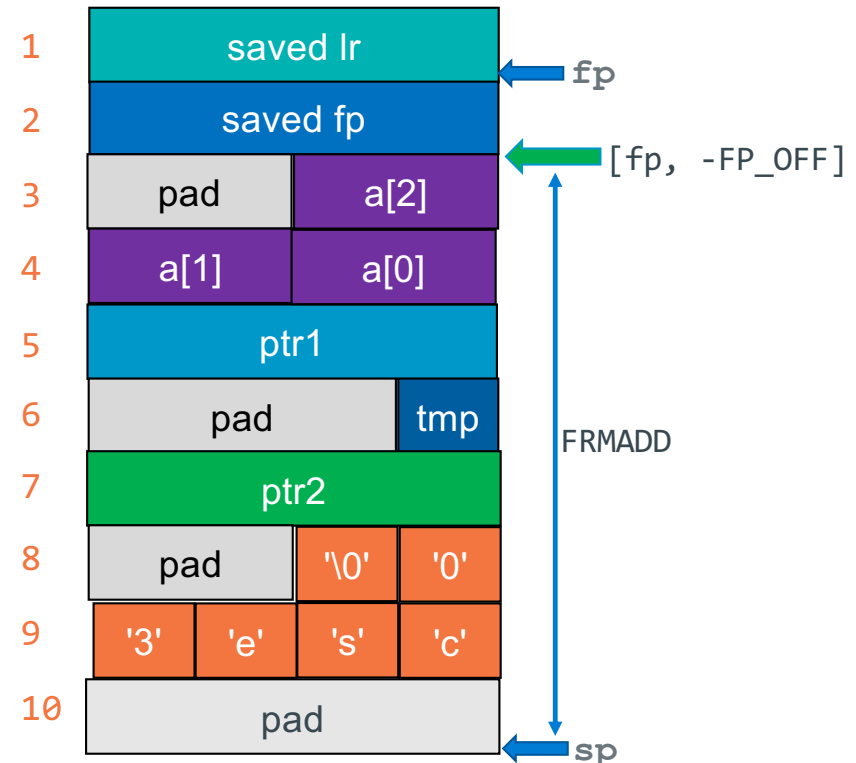 1 saved lr
fp
2 saved fp
[fp, -FP_OFF]
3 pad a[2]
4 a[1] a[0]
5 ptr1
6 pad tmp
FRMADD
7 ptr2
8 pad '\0' '0'
9 '3' 'e' 's' 'c'
10 pad
sp